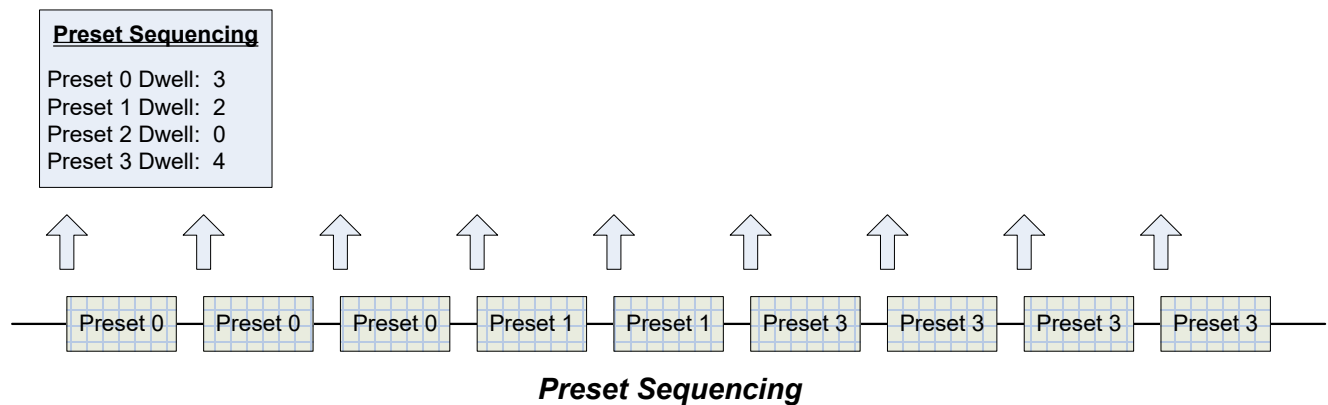 Preset Sequencing
Preset 0 Dwell: 3
Preset 1 Dwell: 2
Preset 2 Dwell: 0
Preset 3 Dwell: 4
Preset 0 Preset 0 Preset 0 Preset 1 Preset 1 Preset 3 Preset 3 Preset 3 Preset 3
Preset Sequencing